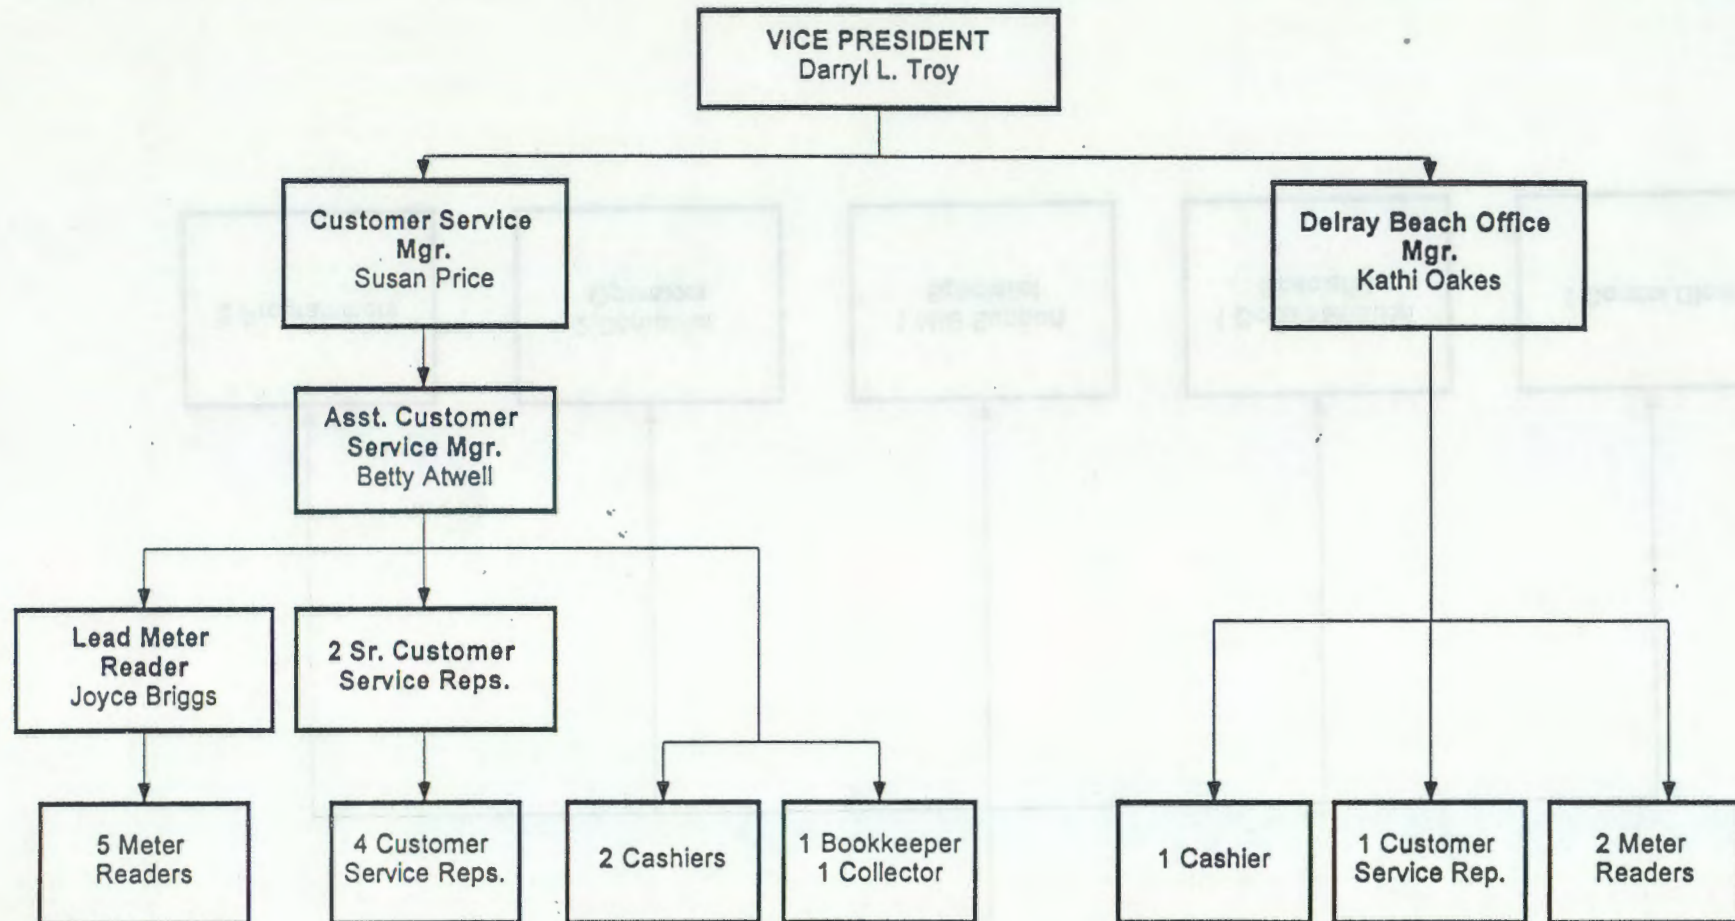 VICE PRESIDENT
Darryl L. Troy
Customer Service
Mgr.
Susan Price
Delray Beach Office
Mgr.
Kathi Oakes
Asst. Customer
Service Mgr.
Betty Atwell
Lead Meter
Reader
Joyce Briggs
2 Sr. Customer
Service Reps.
5 Meter
Readers
4 Customer
Service Reps.
2 Cashiers
1 Bookkeeper
1 Collector
1 Cashier
1 Customer
Service Rep.
2 Meter
Readers